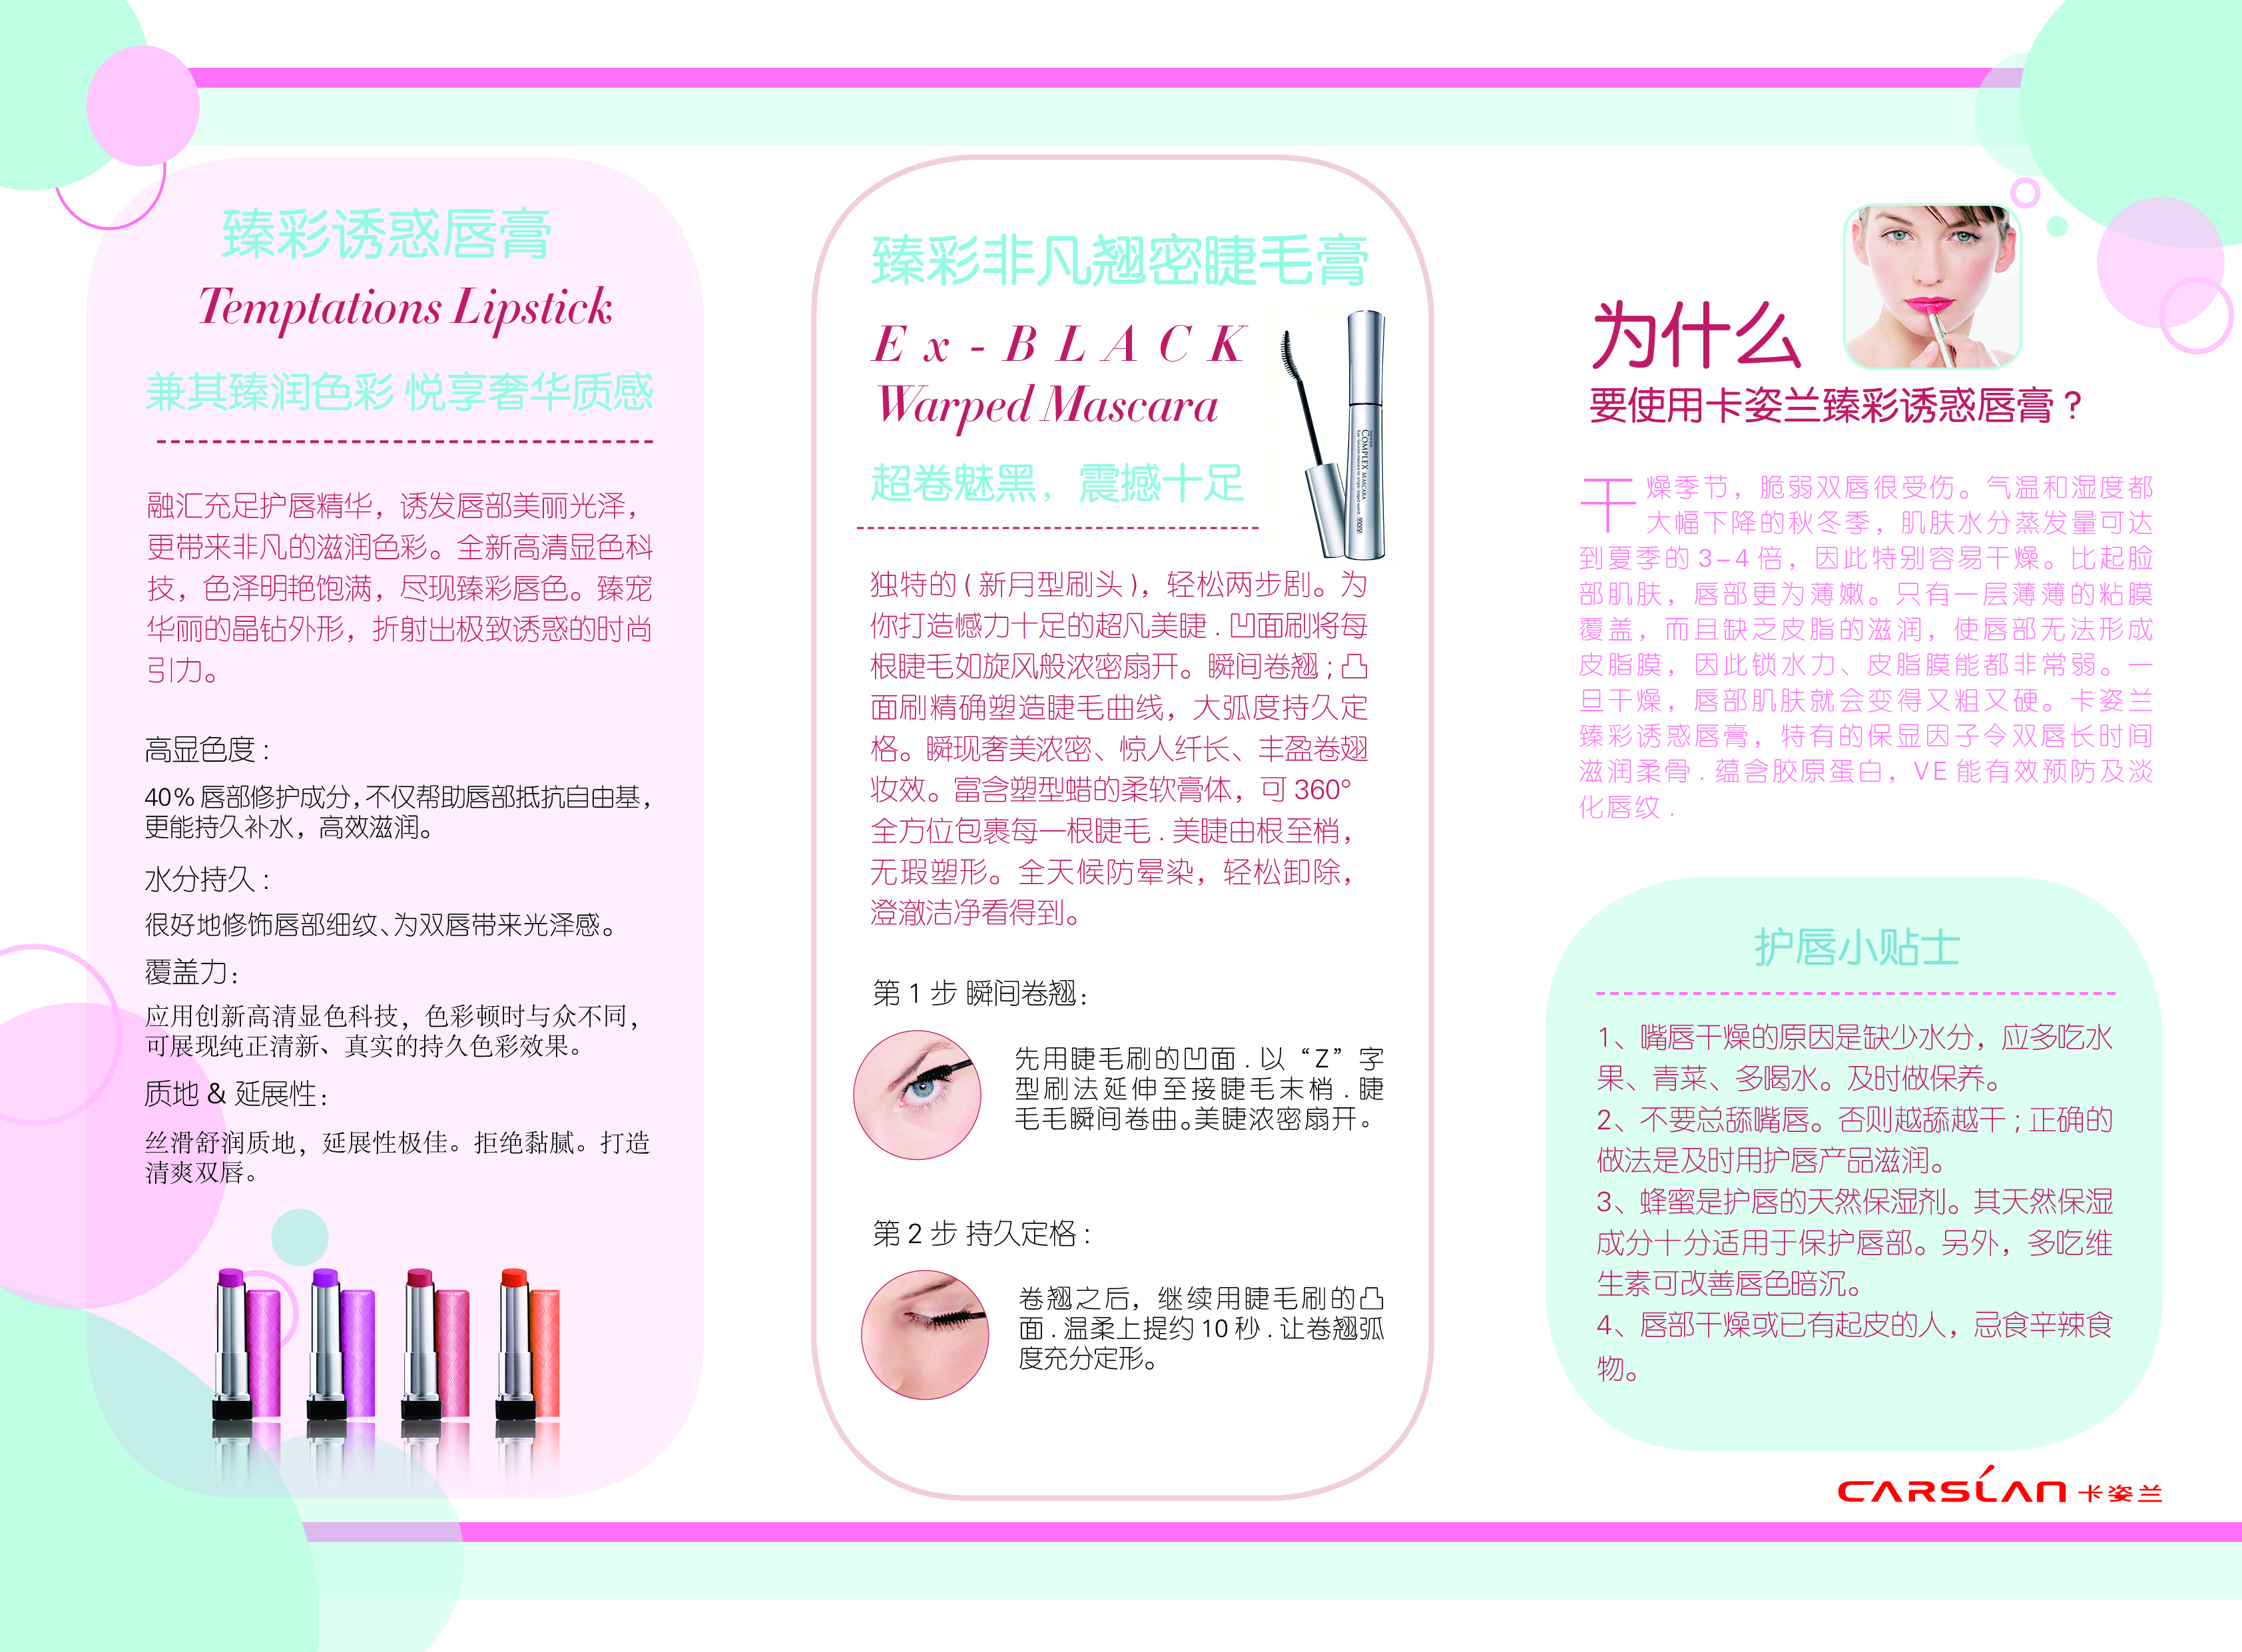 臻彩诱惑唇膏
Temptations Lipstick
兼其臻润色彩 悦享奢华质感
融汇充足护唇精华，诱发唇部美丽光泽，
更带来非凡的滋润色彩。全新高清显色科
技，色泽明艳饱满，尽现臻彩唇色。臻宠
华丽的晶钻外形，折射出极致诱惑的时尚
引力。
高显色度：
40% 唇部修护成分，不仅帮助唇部抵抗自由基，
更能持久补水，高效滋润。
水分持久：
很好地修饰唇部细纹、为双唇带来光泽感。
覆盖力：
应用创新高清显色科技，色彩顿时与众不同，
可展现纯正清新、真实的持久色彩效果。
质地 & 延展性：
丝滑舒润质地，延展性极佳。拒绝黏腻。打造
清爽双唇。
臻彩非凡翘密睫毛膏
Ex-BLACK
Warped Mascara
超卷魅黑，震撼十足
COMPLEX MASCARA
独特的 ( 新月型刷头 )，轻松两步刷。为
你打造憾力十足的超凡美睫 . 凹面刷将每
根睫毛如旋风般浓密扇开。瞬间卷翘 ; 凸
面刷精确塑造睫毛曲线，大弧度持久定
格。瞬现奢美浓密、惊人纤长、丰盈卷翅
妆效。富含塑型蜡的柔软膏体，可 360°
全方位包裹每一根睫毛 . 美睫由根至梢，
无瑕塑形。全天候防晕染，轻松卸除，
澄澈洁净看得到。
第 1 步 瞬间卷翘：
先用睫毛刷的凹面 . 以“Z”字
型刷法延伸至接睫毛末梢 . 睫
毛毛瞬间卷曲。美睫浓密扇开。
第 2 步 持久定格：
卷翘之后，继续用睫毛刷的凸
面 . 温柔上提约 10 秒 . 让卷翘弧
度充分定形。
为什么
要使用卡姿兰臻彩诱惑唇膏？
干燥季节，脆弱双唇很受伤。气温和湿度都
大幅下降的秋冬季，肌肤水分蒸发量可达
到夏季的 3-4 倍，因此特别容易干燥。比起脸
部肌肤，唇部更为薄嫩。只有一层薄薄的粘膜
覆盖，而且缺乏皮脂的滋润，使唇部无法形成
皮脂膜，因此锁水力、皮脂膜能都非常弱。一
旦干燥，唇部肌肤就会变得又粗又硬。卡姿兰
臻彩诱惑唇膏，特有的保显因子令双唇长时间
滋润柔骨 . 蕴含胶原蛋白，VE 能有效预防及淡
化唇纹 .
护唇小贴士
1、嘴唇干燥的原因是缺少水分，应多吃水
果、青菜、多喝水。及时做保养。
2、不要总舔嘴唇。否则越舔越干 ; 正确的
做法是及时用护唇产品滋润。
3、蜂蜜是护唇的天然保湿剂。其天然保湿
成分十分适用于保护唇部。另外，多吃维
生素可改善唇色暗沉。
4、唇部干燥或已有起皮的人，忌食辛辣食
物。
CARSLAN 卡姿兰